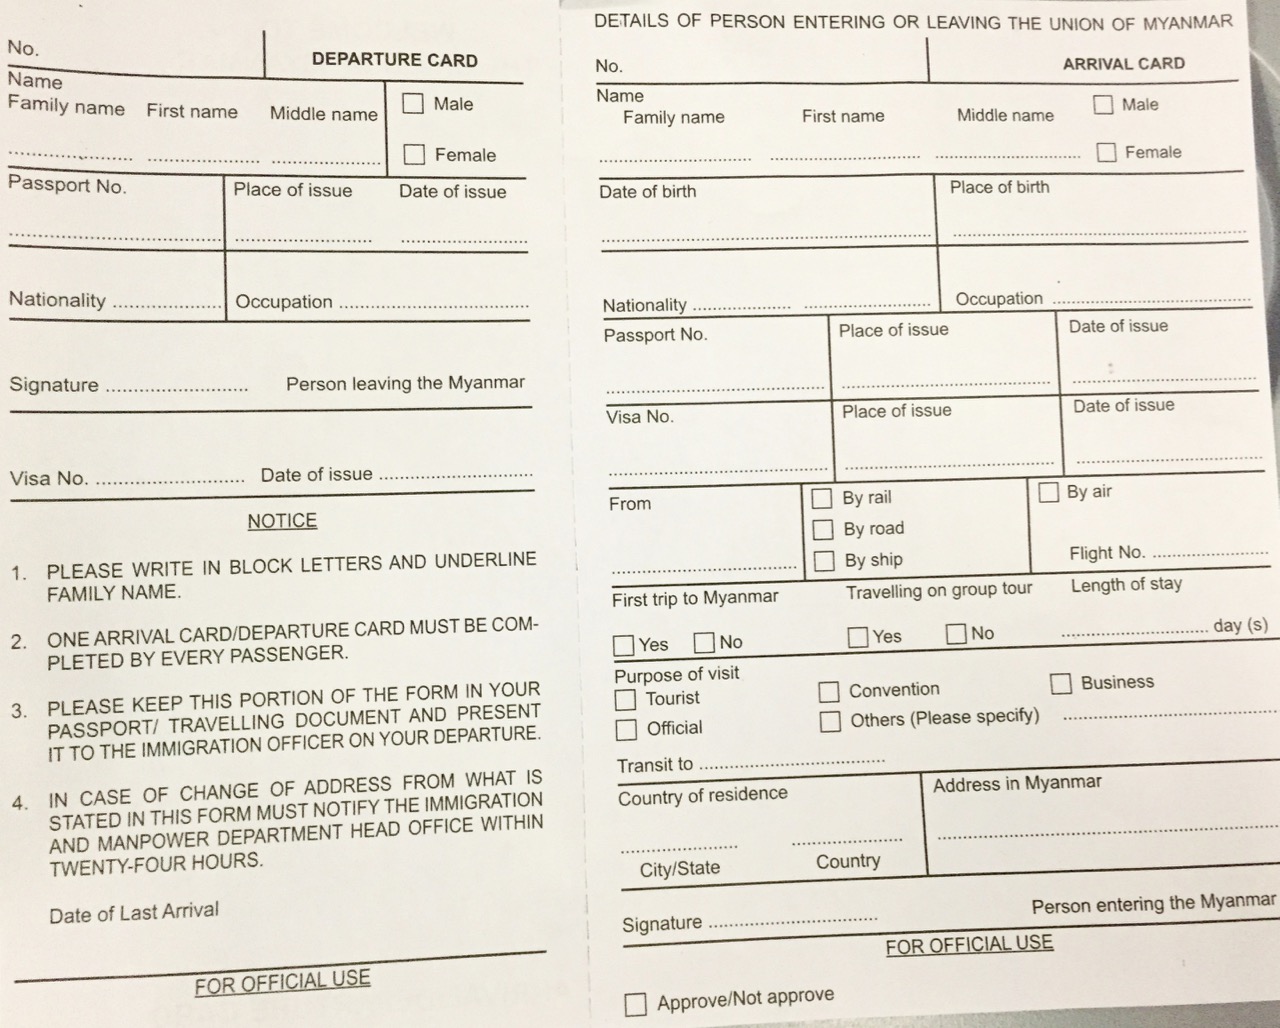 No.
DEPARTURE CARD
Name
Family name First name Middle name
Male
Female
Passport No.
Place of issue Date of issue
Nationality ....................
Occupation ....................
Signature .................... Person leaving the Myanmar
Visa No. .................... Date of issue ....................
NOTICE
1. PLEASE WRITE IN BLOCK LETTERS AND UNDERLINE
FAMILY NAME.
2. ONE ARRIVAL CARD/DEPARTURE CARD MUST BE COM-
PLETED BY EVERY PASSENGER.
3. PLEASE KEEP THIS PORTION OF THE FORM IN YOUR
PASSPORT/ TRAVELLING DOCUMENT AND PRESENT
IT TO THE IMMIGRATION OFFICER ON YOUR DEPARTURE.
4. IN CASE OF CHANGE OF ADDRESS FROM WHAT IS
STATED IN THIS FORM MUST NOTIFY THE IMMIGRATION
AND MANPOWER DEPARTMENT HEAD OFFICE WITHIN
TWENTY-FOUR HOURS.
Date of Last Arrival
FOR OFFICIAL USE
DETAILS OF PERSON ENTERING OR LEAVING THE UNION OF MYANMAR
No.
ARRIVAL CARD
Name
Family name First name Middle name
Male
Female
Date of birth
Place of birth
Nationality ....................
Occupation ....................
Passport No.
Place of issue
Date of issue
Visa No.
Place of issue
Date of issue
From
By rail
By road
By ship
By air
Flight No. ....................
First trip to Myanmar
Yes No
Travelling on group tour
Yes No
Length of stay
.................... day (s)
Purpose of visit
Tourist Convention Business
Official Others (Please specify) ....................
Transit to ....................
Country of residence
City/State Country
Address in Myanmar
Signature .................... Person entering the Myanmar
FOR OFFICIAL USE
Approve/Not approve